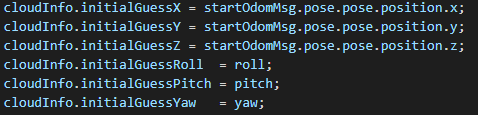 cloudInfo.initialGuessX = startOdomMsg.pose.pose.position.x;
cloudInfo.initialGuessY = startOdomMsg.pose.pose.position.y;
cloudInfo.initialGuessZ = startOdomMsg.pose.pose.position.z;
cloudInfo.initialGuessRoll  = roll;
cloudInfo.initialGuessPitch = pitch;
cloudInfo.initialGuessYaw   = yaw;